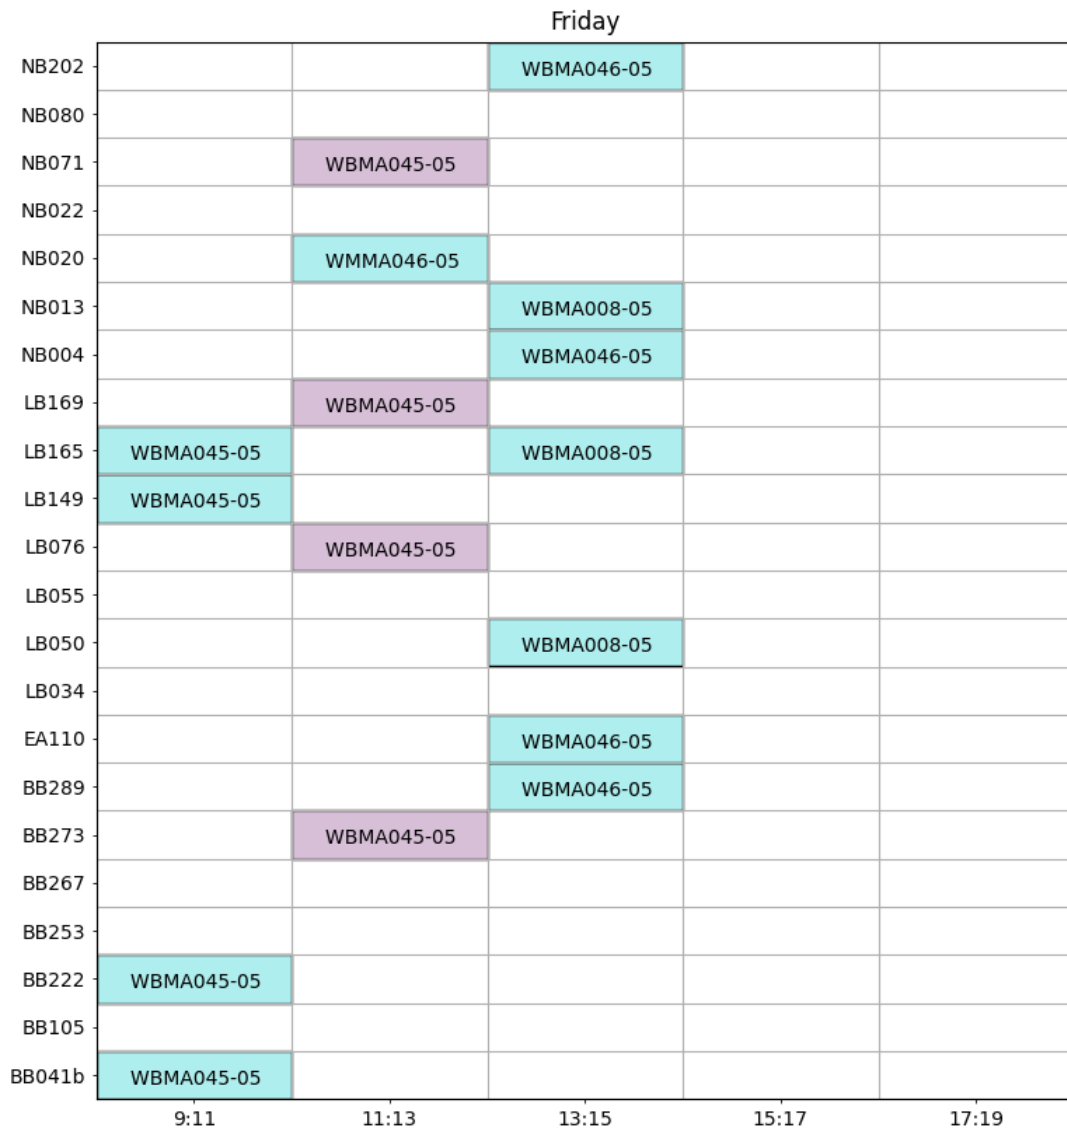 Friday
NB202 WBMA046-05
NB080
NB071 WBMA045-05
NB022
NB020 WMMA046-05
NB013 WBMA008-05
NB004 WBMA046-05
LB169 WBMA045-05
LB165 WBMA045-05 WBMA008-05
LB149 WBMA045-05
LB076 WBMA045-05
LB055
LB050 WBMA008-05
LB034
EA110 WBMA046-05
BB289 WBMA046-05
BB273 WBMA045-05
BB267
BB253
BB222 WBMA045-05
BB105
BB041b WBMA045-05
9:11 11:13 13:15 15:17 17:19